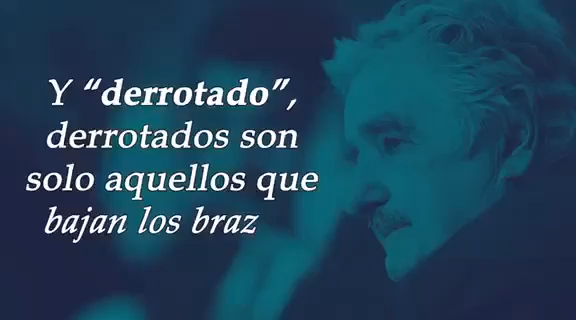 Y “derrotado”,
derrotados son
solo aquellos que
bajan los braz